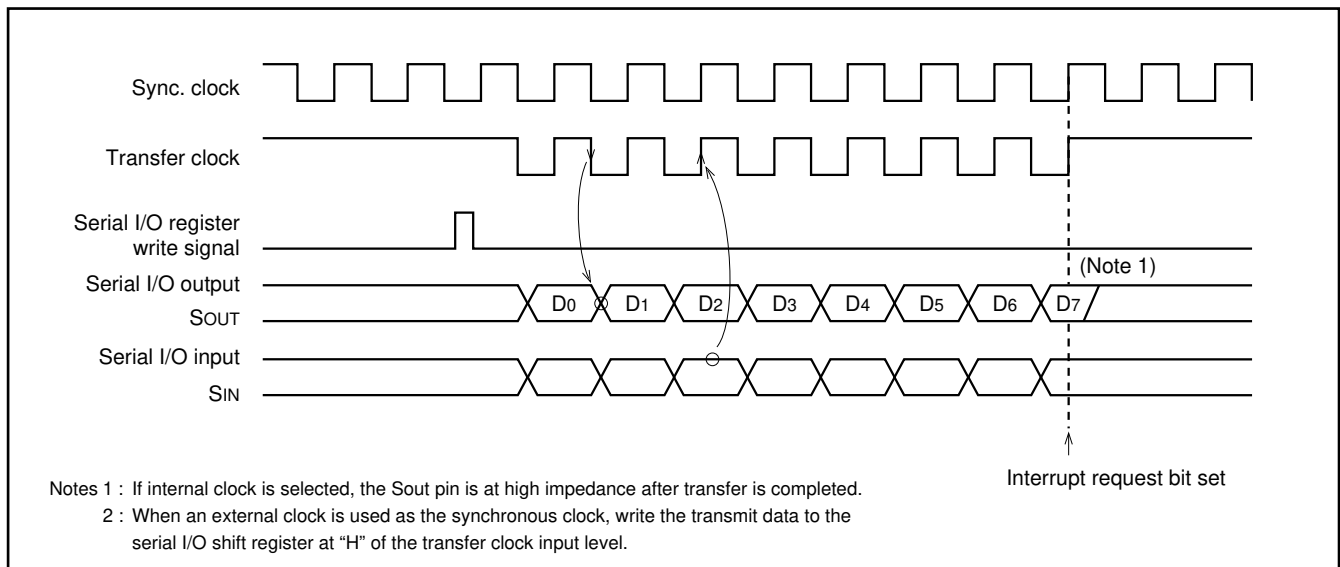 Sync. clock
Transfer clock
Serial I/O register
write signal
(Note 1)
Serial I/O output
SOUT
D0 D1 D2 D3 D4 D5 D6 D7
Serial I/O input
SIN
Interrupt request bit set
Notes 1 : If internal clock is selected, the Sout pin is at high impedance after transfer is completed.
2 : When an external clock is used as the synchronous clock, write the transmit data to the
serial I/O shift register at “H” of the transfer clock input level.